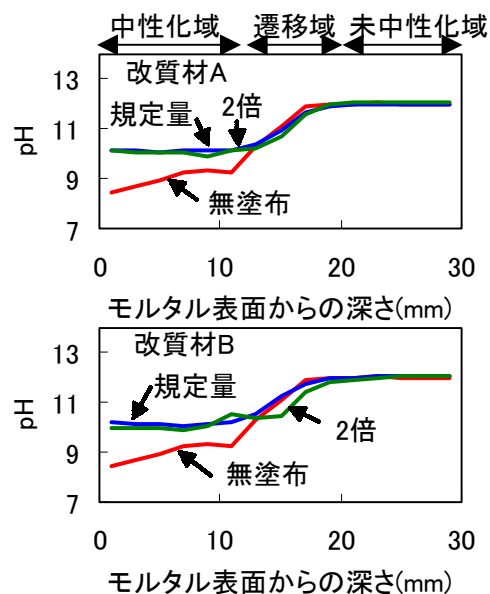 中性化域 遷移域 未中性化域
改質材A
13
規定量 2倍
11
pH
9
無塗布
7
0 10 20 30
モルタル表面からの深さ(mm)
改質材B
13
規定量
11
pH
2倍
9
無塗布
7
0 10 20 30
モルタル表面からの深さ(mm)